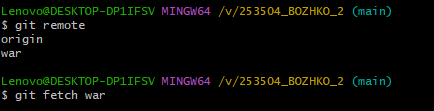 Lenovo@DESKTOP-DP1IFSV MINGW64 /v/253504_BOZHKO_2 (main)
$ git remote
origin
war
Lenovo@DESKTOP-DP1IFSV MINGW64 /v/253504_BOZHKO_2 (main)
$ git fetch war